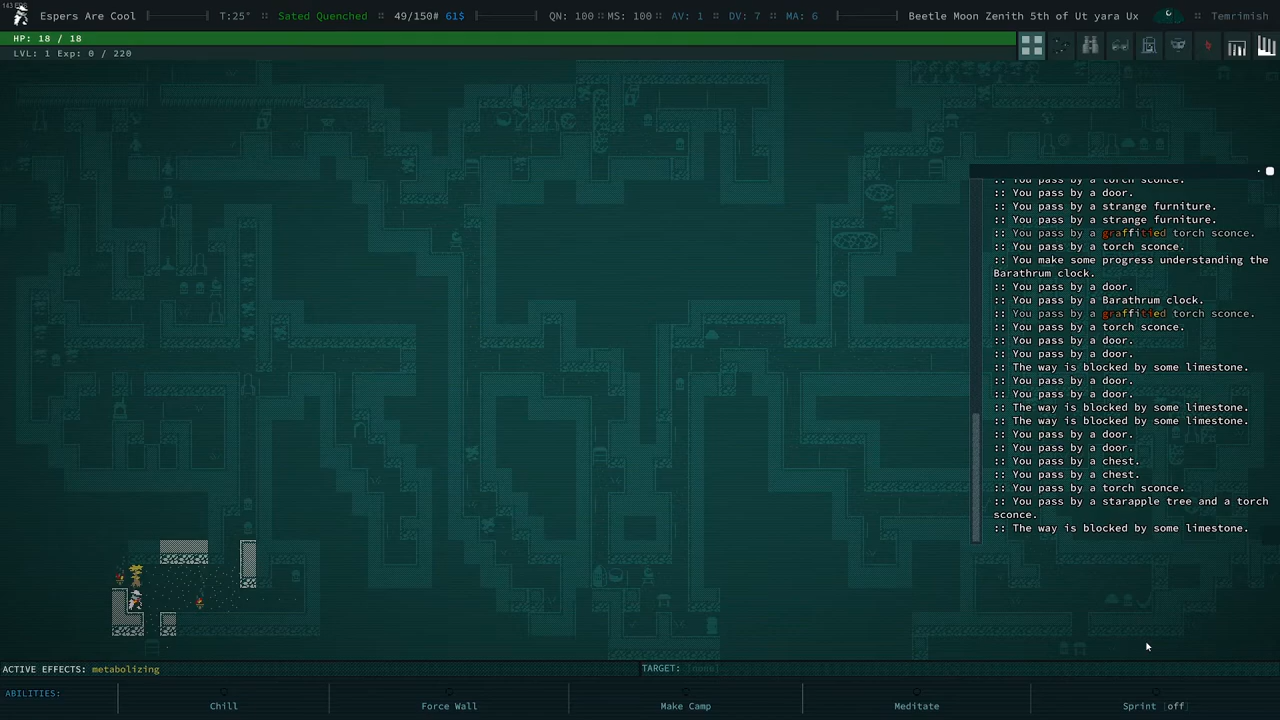 143 FPS
Espers Are Cool T:25° :: Sated Quenched :: 49/150# 61$ QN: 100 :: MS: 100 :: AV: 1 :: DV: 7 :: MA: 6 Beetle Moon Zenith 5th of Ut yara Ux :: Temrimish
HP: 18 / 18
LVL: 1 Exp: 0 / 220
:: You pass by a torch sconce.
:: You pass by a door.
:: You pass by a strange furniture.
:: You pass by a strange furniture.
:: You pass by a graffitied torch sconce.
:: You pass by a torch sconce.
:: You make some progress understanding the
Barathrum clock.
:: You pass by a door.
:: You pass by a Barathrum clock.
:: You pass by a graffitied torch sconce.
:: You pass by a torch sconce.
:: You pass by a door.
:: You pass by a door.
:: The way is blocked by some limestone.
:: You pass by a door.
:: You pass by a door.
:: The way is blocked by some limestone.
:: The way is blocked by some limestone.
:: You pass by a door.
:: You pass by a door.
:: You pass by a chest.
:: You pass by a chest.
:: You pass by a torch sconce.
:: You pass by a starapple tree and a torch
sconce.
:: The way is blocked by some limestone.
ACTIVE EFFECTS: metabolizing TARGET: [none]
ABILITIES: Chill Force Wall Make Camp Meditate Sprint [off]